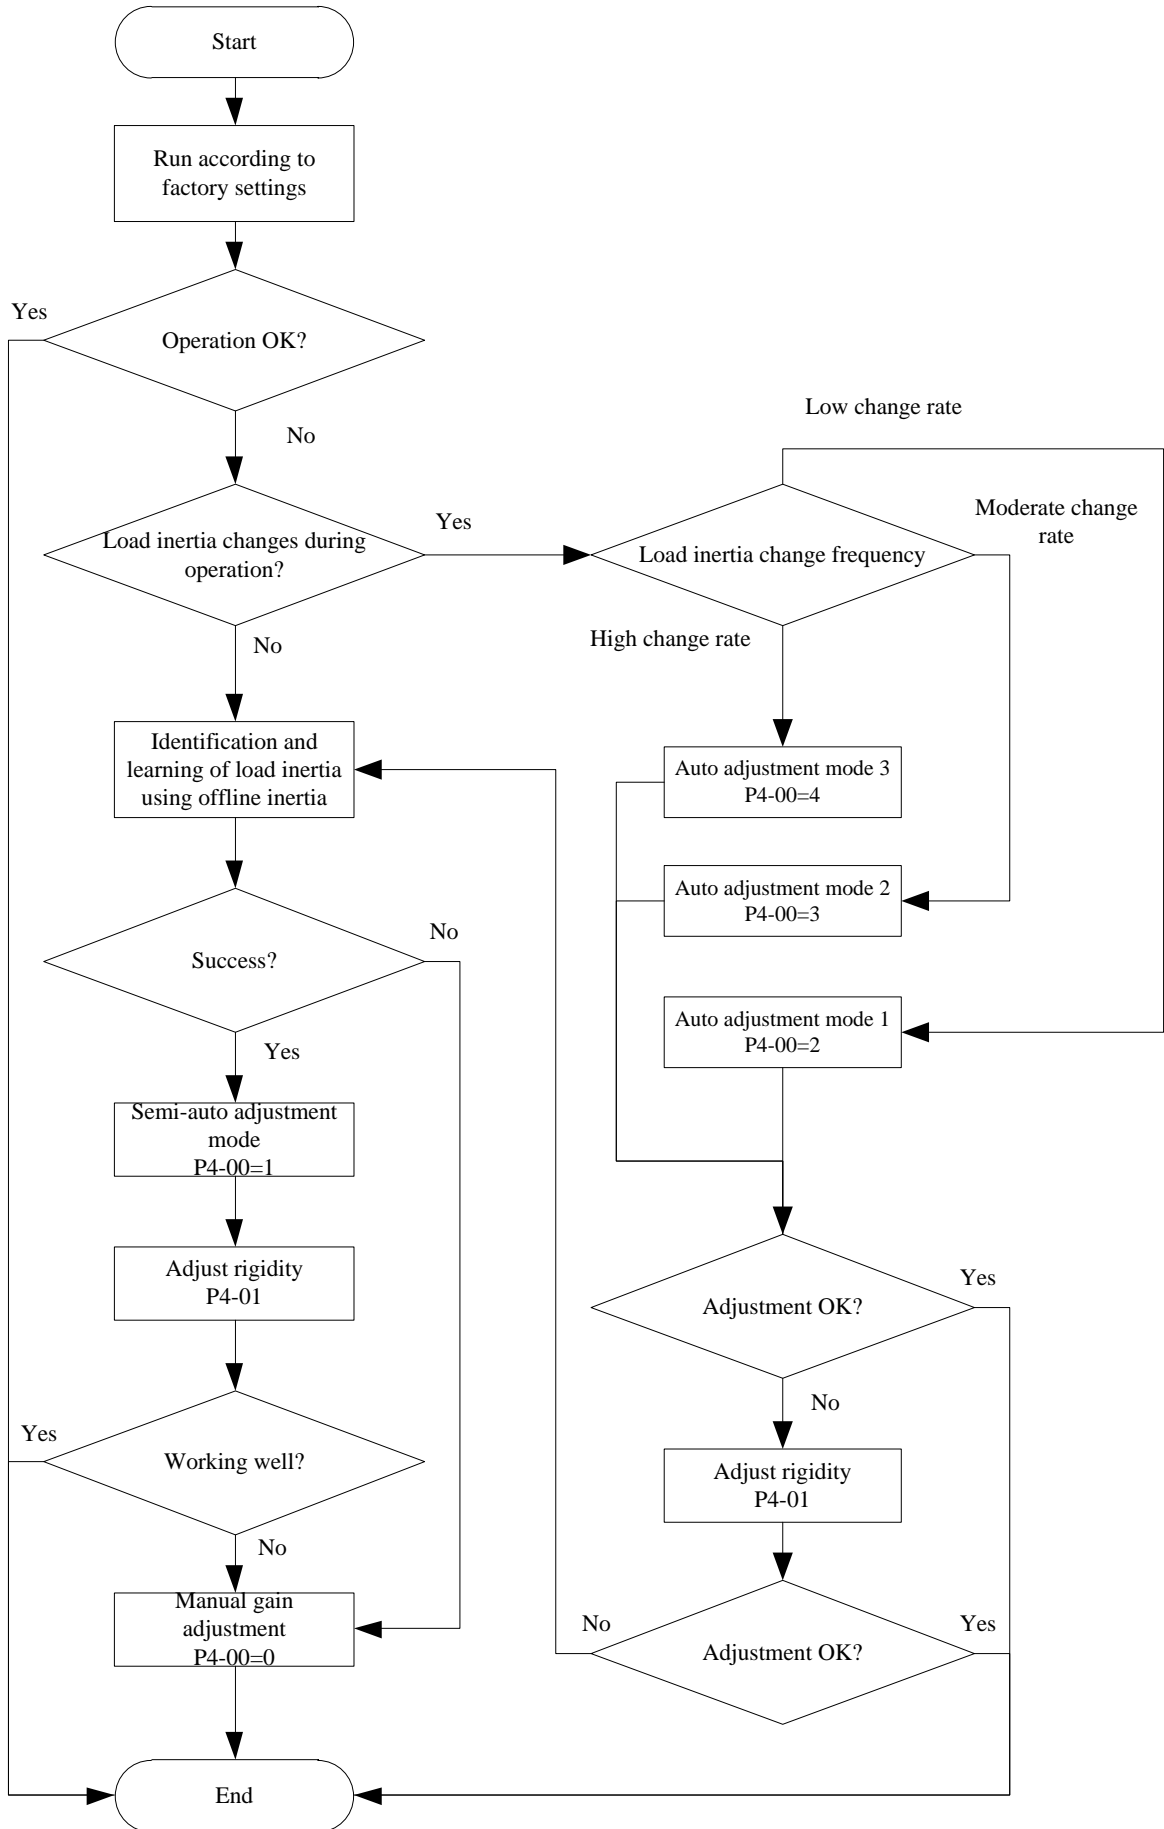 Start
Run according to
factory settings
Yes
Operation OK?
No
Low change rate
Load inertia changes during
operation?
Yes
Load inertia change frequency
Moderate change
rate
No
High change rate
Identification and
learning of load inertia
using offline inertia
Auto adjustment mode 3
P4-00=4
Auto adjustment mode 2
P4-00=3
Success?
No
Auto adjustment mode 1
P4-00=2
Yes
Semi-auto adjustment
mode
P4-00=1
Adjust rigidity
P4-01
Adjustment OK?
Yes
No
Yes
Working well?
Adjust rigidity
P4-01
No
Manual gain
adjustment
P4-00=0
No
Adjustment OK?
Yes
End